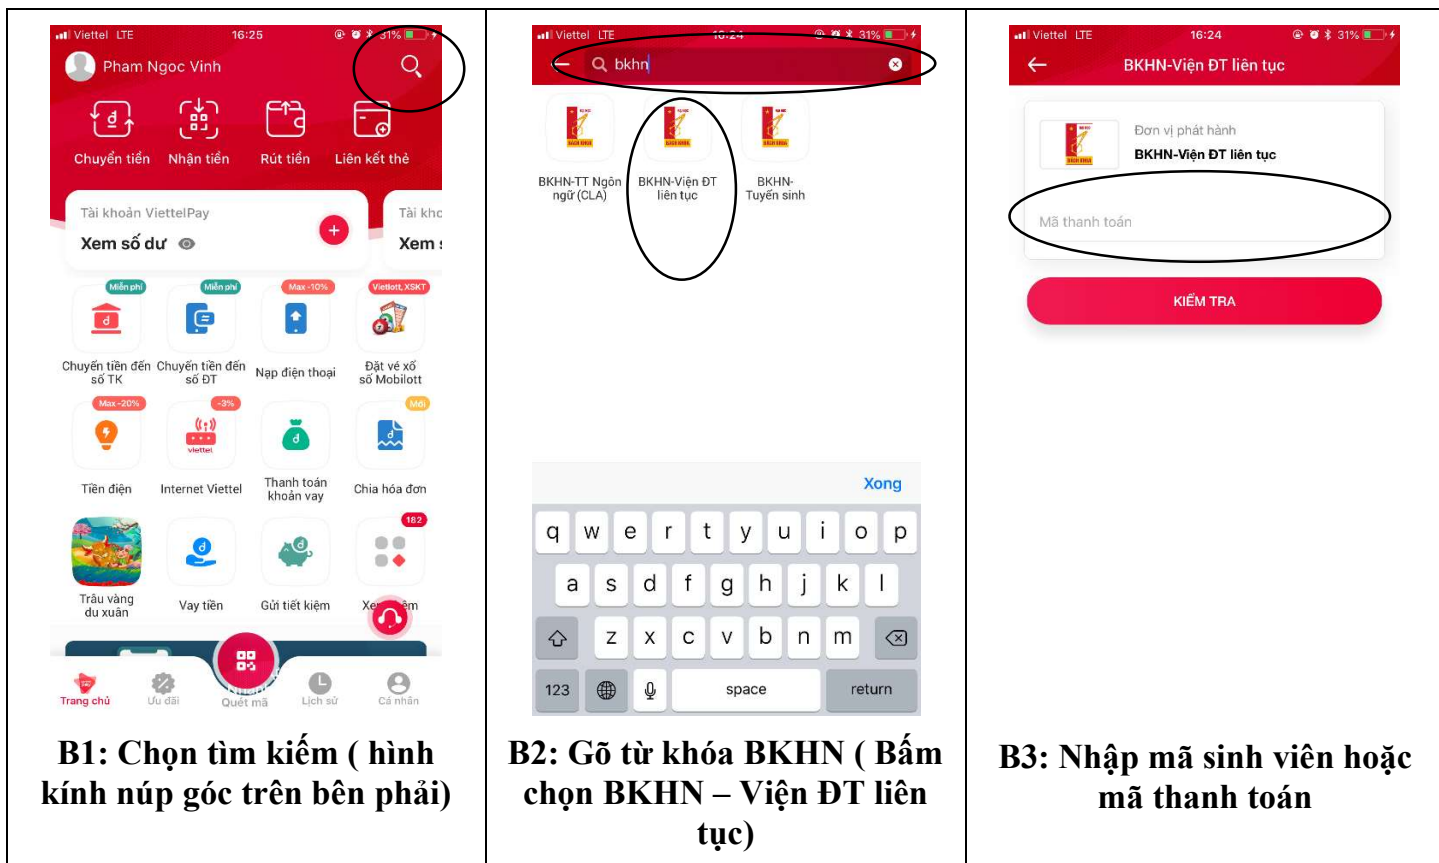 Viettel LTE 16:25 31%
Pham Ngoc Vinh
Chuyển tiền Nhận tiền Rút tiền Liên kết thẻ
Tài khoản ViettelPay Tài kho
Xem số dư Xem s
Miễn phí Miễn phí Max -10% Vietlott, XSKT
Chuyển tiền đến số TK
Chuyển tiền đến số ĐT
Nạp điện thoại
Đặt vé xổ số Mobilott
Max -20% -3% Mới
viettel
Tiền điện Internet Viettel
Thanh toán khoản vay
Chia hóa đơn
182
Trâu vàng du xuân
Vay tiền Gửi tiết kiệm
Trang chủ Ưu đãi Quét mã Lịch sử Cá nhân
B1: Chọn tìm kiếm ( hình
kính núp góc trên bên phải)
Viettel LTE 16:24 31%
bkhn
BKHN-TT Ngôn
ngữ (CLA)
BKHN-Viện ĐT
liên tục
BKHN-
Tuyển sinh
Xong
q w e r t y u i o p
a s d f g h j k l
z x c v b n m
123 space return
B2: Gõ từ khóa BKHN ( Bấm
chọn BKHN – Viện ĐT liên
tục)
Viettel LTE 16:24 31%
BKHN-Viện ĐT liên tục
Đơn vị phát hành
BKHN-Viện ĐT liên tục
Mã thanh toán
KIỂM TRA
B3: Nhập mã sinh viên hoặc
mã thanh toán